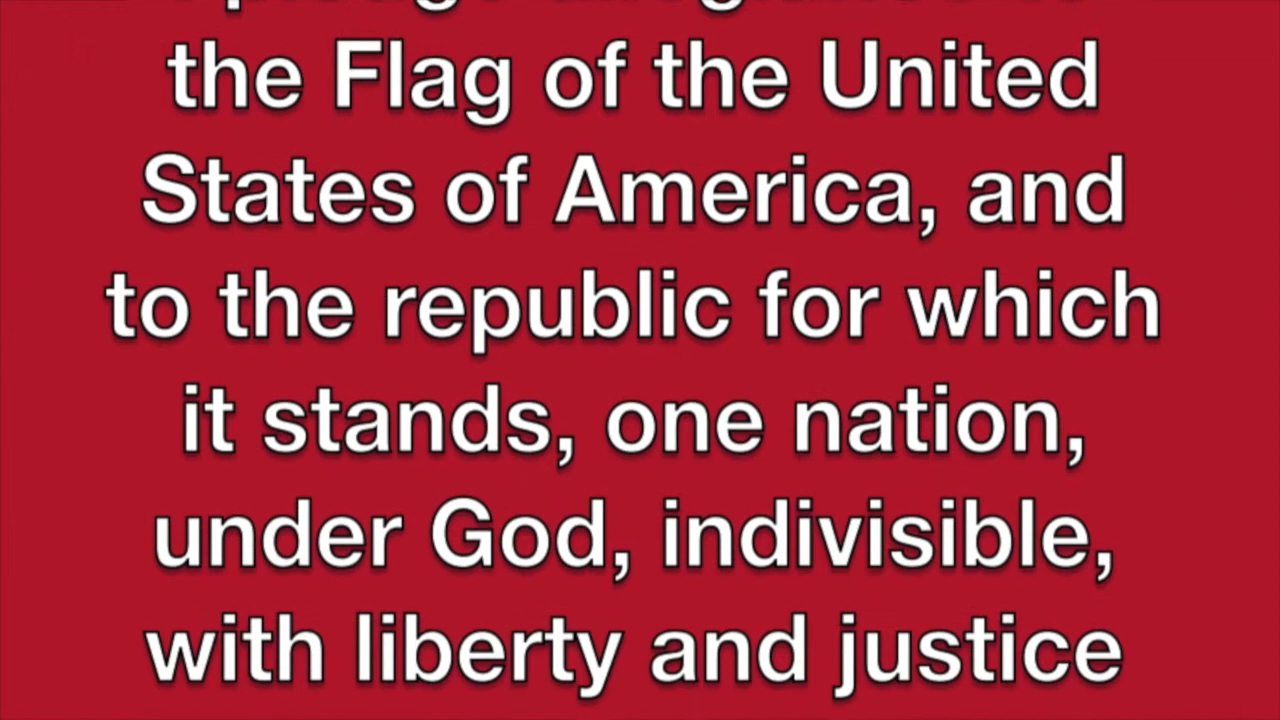 the Flag of the United
States of America, and
to the republic for which
it stands, one nation,
under God, indivisible,
with liberty and justice